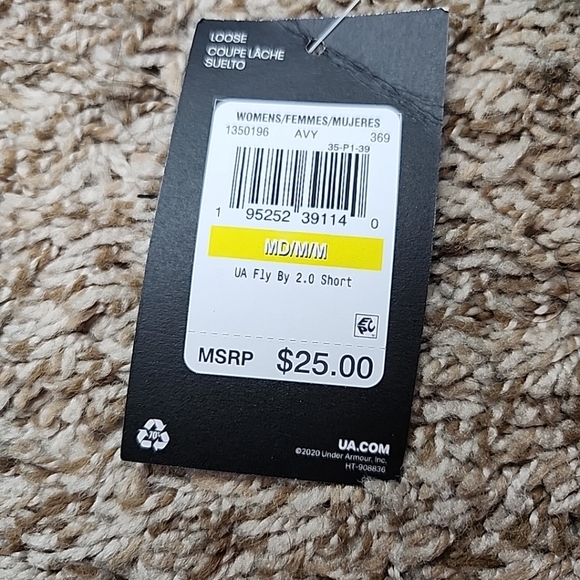 LOOSE
COUPE LÂCHE
SUELTO
WOMENS/FEMMES/MUJERES
1350196 AVY 369
35-P1-39
1 95252 39114 0
MD/M/M
UA Fly By 2.0 Short
MSRP $25.00
70%
UA.COM
©2020 Under Armour, Inc.
HT-908836